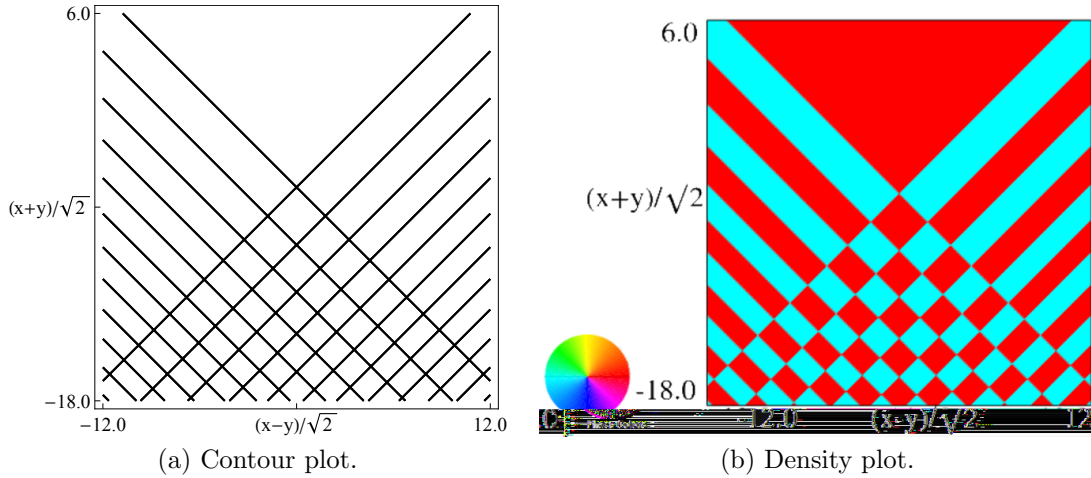 6.0
(x+y)/√2
−18.0
−12.0
(x−y)/√2
12.0
(a) Contour plot.
6.0
(x+y)/√2
-18.0
12.0
(x-y)/√2
12
(b) Density plot.